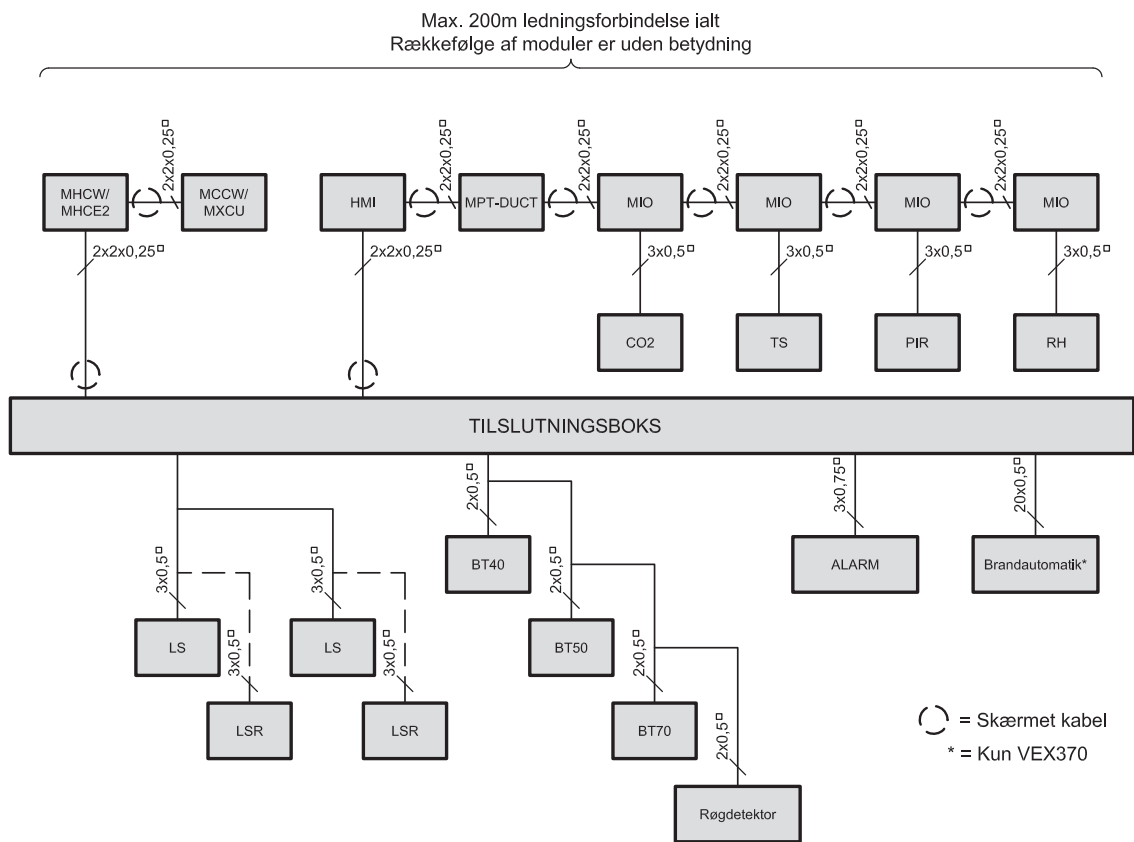 Max. 200m ledningsforbindelse ialt
Rækkefølge af moduler er uden betydning
2x2x0,25□
2x2x0,25□
2x2x0,25□
2x2x0,25□
2x2x0,25□
2x2x0,25□
MHCW/
MHCE2
MCCW/
MXCU
HMI
MPT-DUCT
MIO
MIO
MIO
MIO
2x2x0,25□
2x2x0,25□
3x0,5□
3x0,5□
3x0,5□
3x0,5□
CO2
TS
PIR
RH
TILSLUTNINGSBOKS
2x0,5□
3x0,75□
20x0,5□
BT40
ALARM
Brandautomatik*
3x0,5□
3x0,5□
2x0,5□
LS
LS
BT50
3x0,5□
3x0,5□
2x0,5□
LSR
LSR
BT70
2x0,5□
Røgdetektor
= Skærmet kabel
* = Kun VEX370